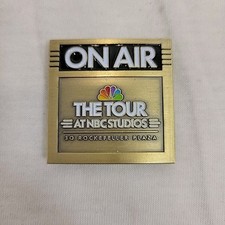 ON AIR
THE TOUR
AT NBC STUDIOS
30 ROCKEFELLER PLAZA